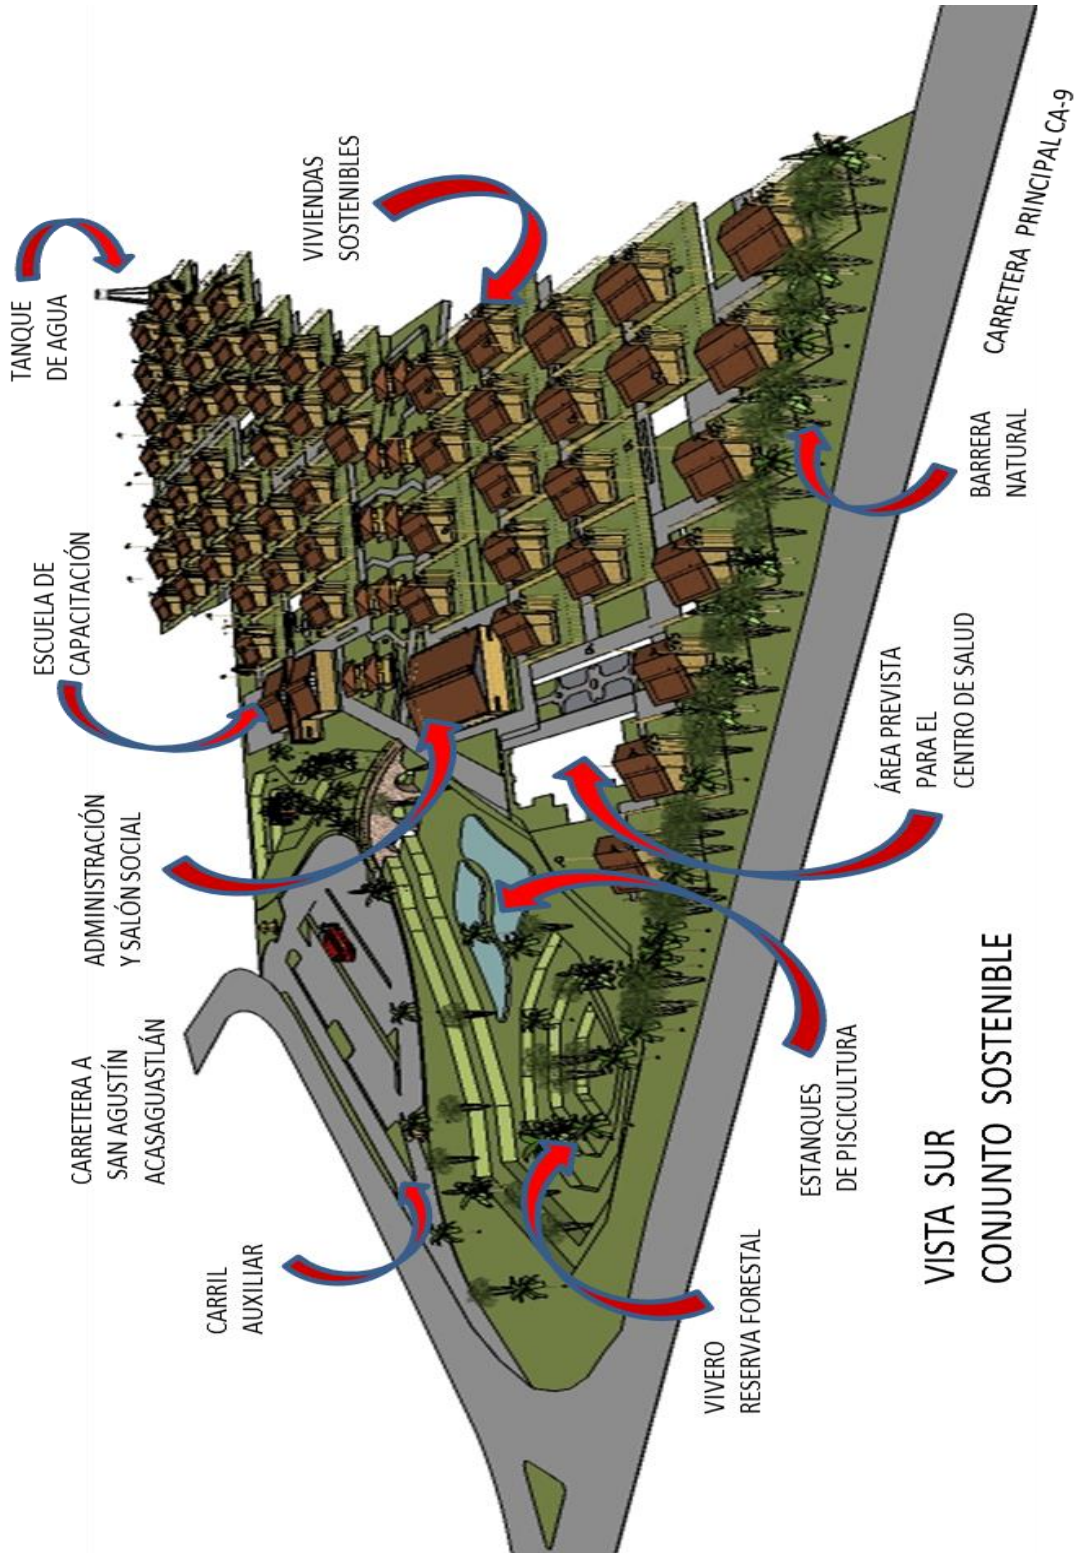 TANQUE
DE AGUA
ESCUELA DE
CAPACITACIÓN
CARRETERA A
SAN AGUSTÍN
ACASAGUASTLÁN
ADMINISTRACIÓN
Y SALÓN SOCIAL
CARRIL
AUXILIAR
VIVIENDAS
SOSTENIBLES
VIVERO
RESERVA FORESTAL
ESTANQUES
DE PISCICULTURA
ÁREA PREVISTA
PARA EL
CENTRO DE SALUD
BARRERA
NATURAL
CARRETERA PRINCIPAL CA-9
VISTA SUR
CONJUNTO SOSTENIBLE